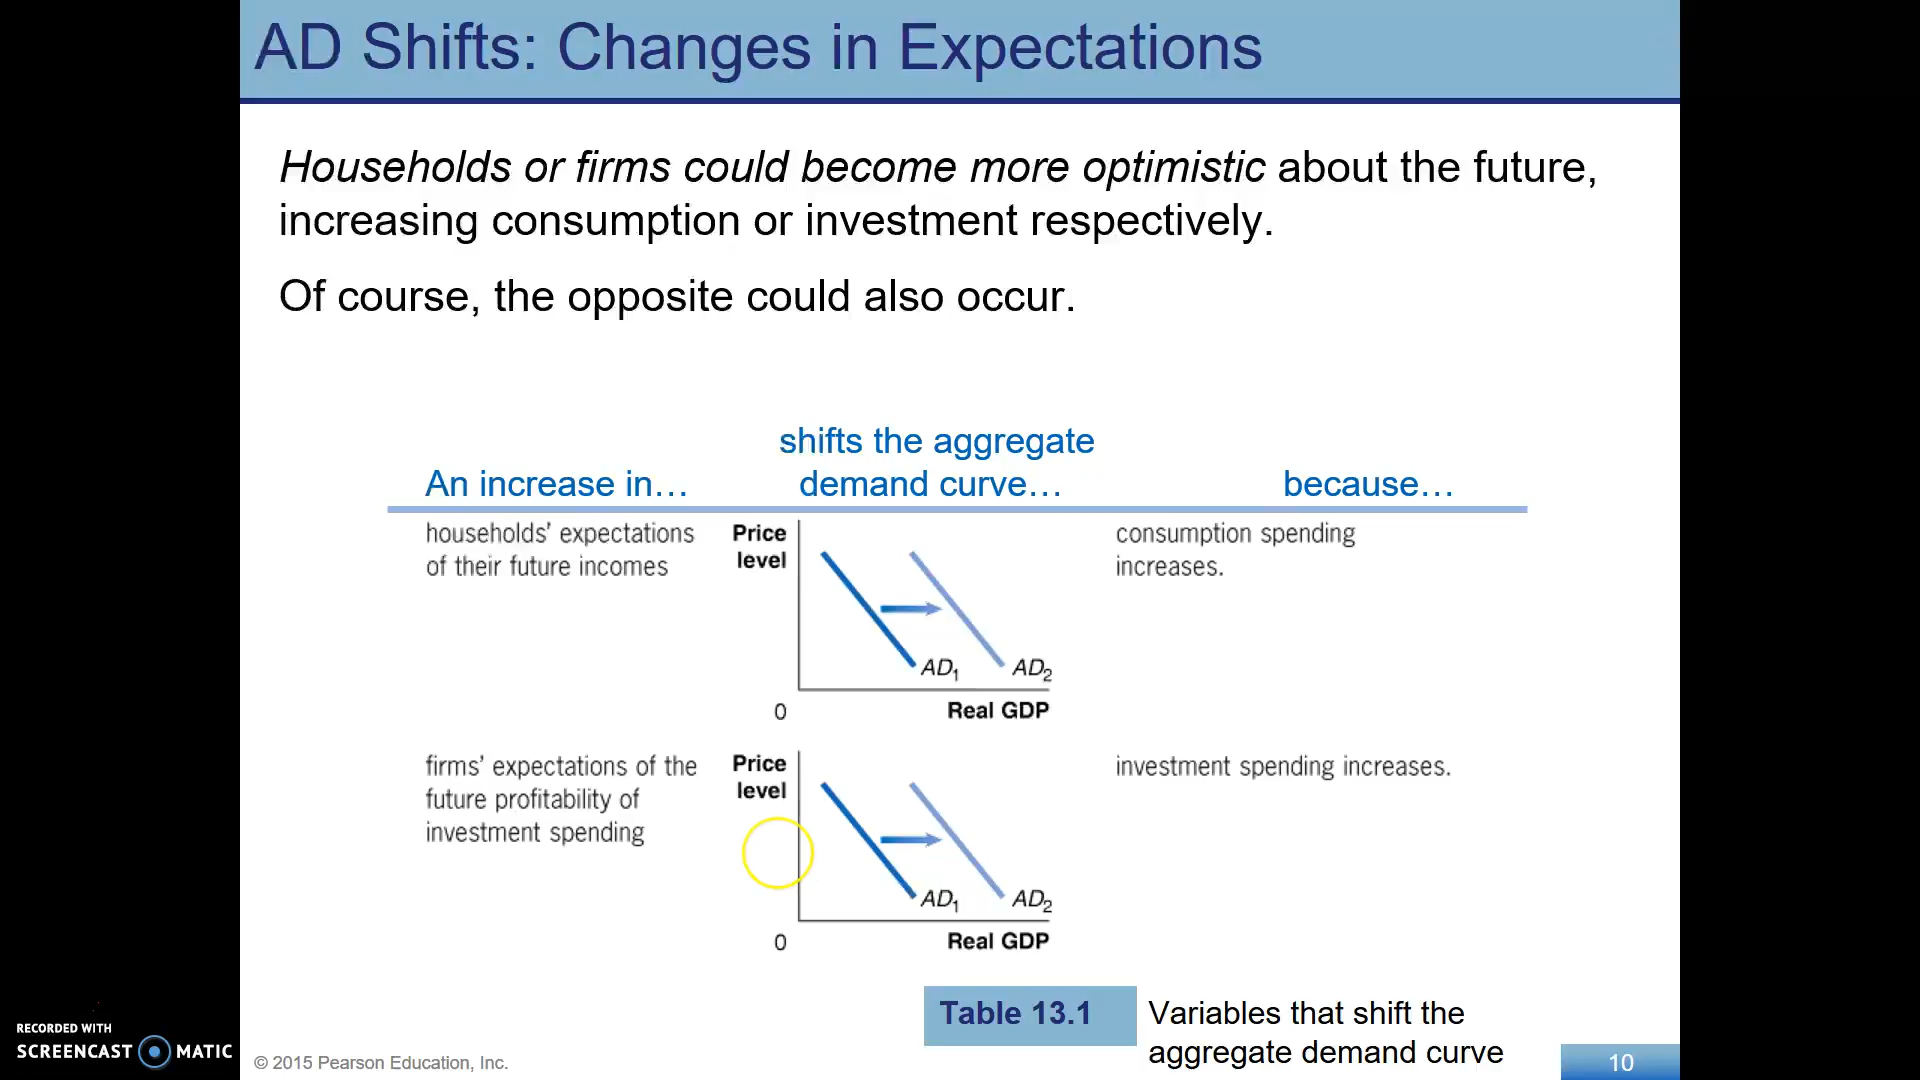 AD Shifts: Changes in Expectations
Households or firms could become more optimistic about the future,
increasing consumption or investment respectively.
Of course, the opposite could also occur.
An increase in…
shifts the aggregate
demand curve…
because…
households’ expectations
of their future incomes
Price
level
AD1
AD2
0
Real GDP
consumption spending
increases.
firms’ expectations of the
future profitability of
investment spending
Price
level
AD1
AD2
0
Real GDP
investment spending increases.
Table 13.1
Variables that shift the
aggregate demand curve
RECORDED WITH
SCREENCAST MATIC
© 2015 Pearson Education, Inc.
10